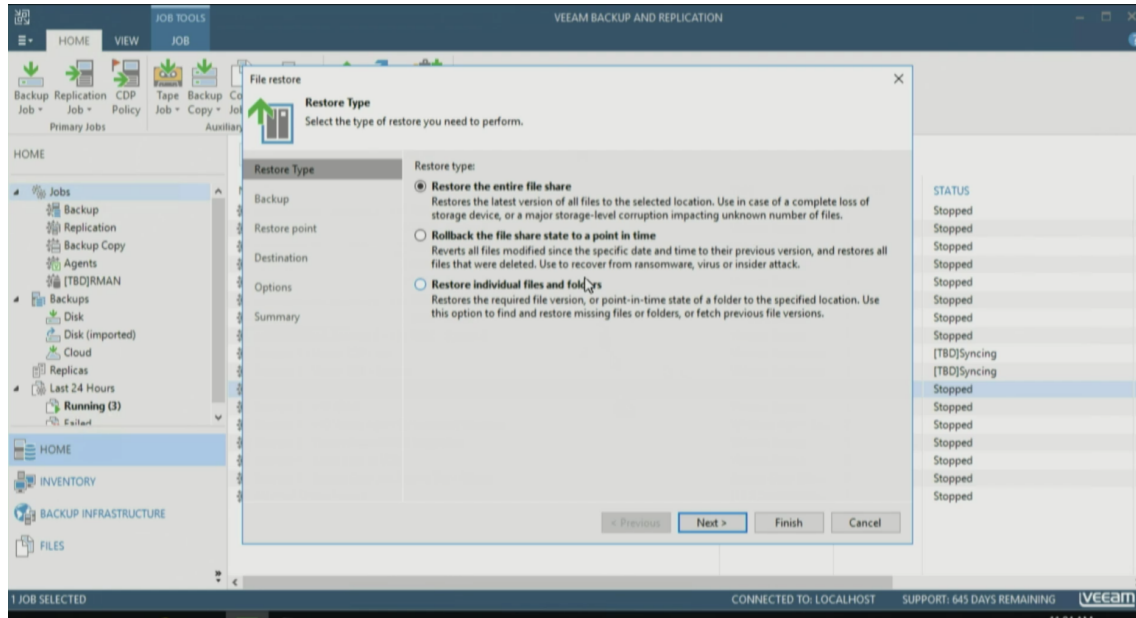 JOB TOOLS
VEEAM BACKUP AND REPLICATION
HOME
VIEW
JOB
Backup
Job
Replication
Job
CDP
Policy
Tape
Job
Backup
Copy
Primary Jobs
File restore
Restore Type
Select the type of restore you need to perform.
HOME
Jobs
Backup
Replication
Backup Copy
Agents
[TBD]RMAN
Backups
Disk
Disk (imported)
Cloud
Replicas
Last 24 Hours
Running (3)
Failed
HOME
INVENTORY
BACKUP INFRASTRUCTURE
FILES
Restore Type
Backup
Restore point
Destination
Options
Summary
Restore type:
Restore the entire file share
Restores the latest version of all files to the selected location. Use in case of a complete loss of
storage device, or a major storage-level corruption impacting unknown number of files.
Rollback the file share state to a point in time
Reverts all files modified since the specific date and time to their previous version, and restores all
files that were deleted. Use to recover from ransomware, virus or insider attack.
Restore individual files and folders
Restores the required file version, or point-in-time state of a folder to the specified location. Use
this option to find and restore missing files or folders, or fetch previous file versions.
< Previous
Next >
Finish
Cancel
STATUS
Stopped
Stopped
Stopped
Stopped
Stopped
Stopped
Stopped
Stopped
[TBD]Syncing
[TBD]Syncing
Stopped
Stopped
Stopped
Stopped
Stopped
Stopped
Stopped
1 JOB SELECTED
CONNECTED TO: LOCALHOST
SUPPORT: 645 DAYS REMAINING
veeam